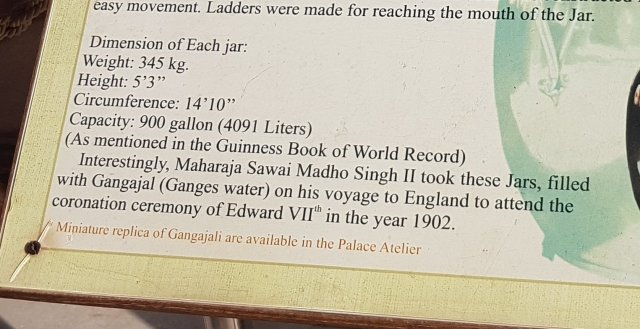 easy movement. Ladders were made for reaching the mouth of the Jar.
Dimension of Each jar:
Weight: 345 kg.
Height: 5'3"
Circumference: 14'10"
Capacity: 900 gallon (4091 Liters)
(As mentioned in the Guinness Book of World Record)
Interestingly, Maharaja Sawai Madho Singh II took these Jars, filled
with Gangajal (Ganges water) on his voyage to England to attend the
coronation ceremony of Edward VIIth in the year 1902.
Miniature replica of Gangajali are available in the Palace Atelier